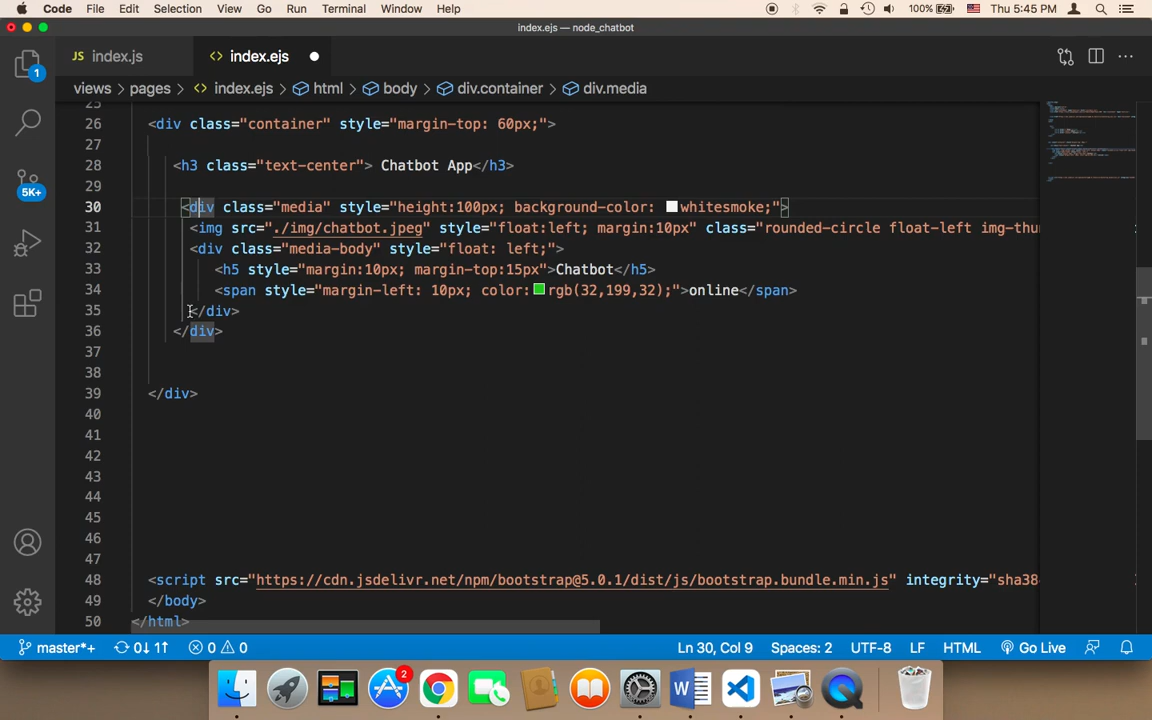 Code File Edit Selection View Go Run Terminal Window Help 100% Thu 5:45 PM
index.ejs — node_chatbot
JS index.js <> index.ejs
1
views > pages > <> index.ejs > html > body > div.container > div.media
25
26 <div class="container" style="margin-top: 60px;">
27
28 <h3 class="text-center"> Chatbot App</h3>
29
5K+
30 <div class="media" style="height:100px; background-color: whitesmoke;">
31 <img src="./img/chatbot.jpeg" style="float:left; margin:10px" class="rounded-circle float-left img-thu
32 <div class="media-body" style="float: left;">
33 <h5 style="margin:10px; margin-top:15px">Chatbot</h5>
34 <span style="margin-left: 10px; color: rgb(32,199,32);">online</span>
35 </div>
36 </div>
37
38
39 </div>
40
41
42
43
44
45
46
47
48 <script src="https://cdn.jsdelivr.net/npm/bootstrap@5.0.1/dist/js/bootstrap.bundle.min.js" integrity="sha38
49 </body>
50 </html>
master*+ 0↓ 1↑ 0 0 Ln 30, Col 9 Spaces: 2 UTF-8 LF HTML Go Live
2